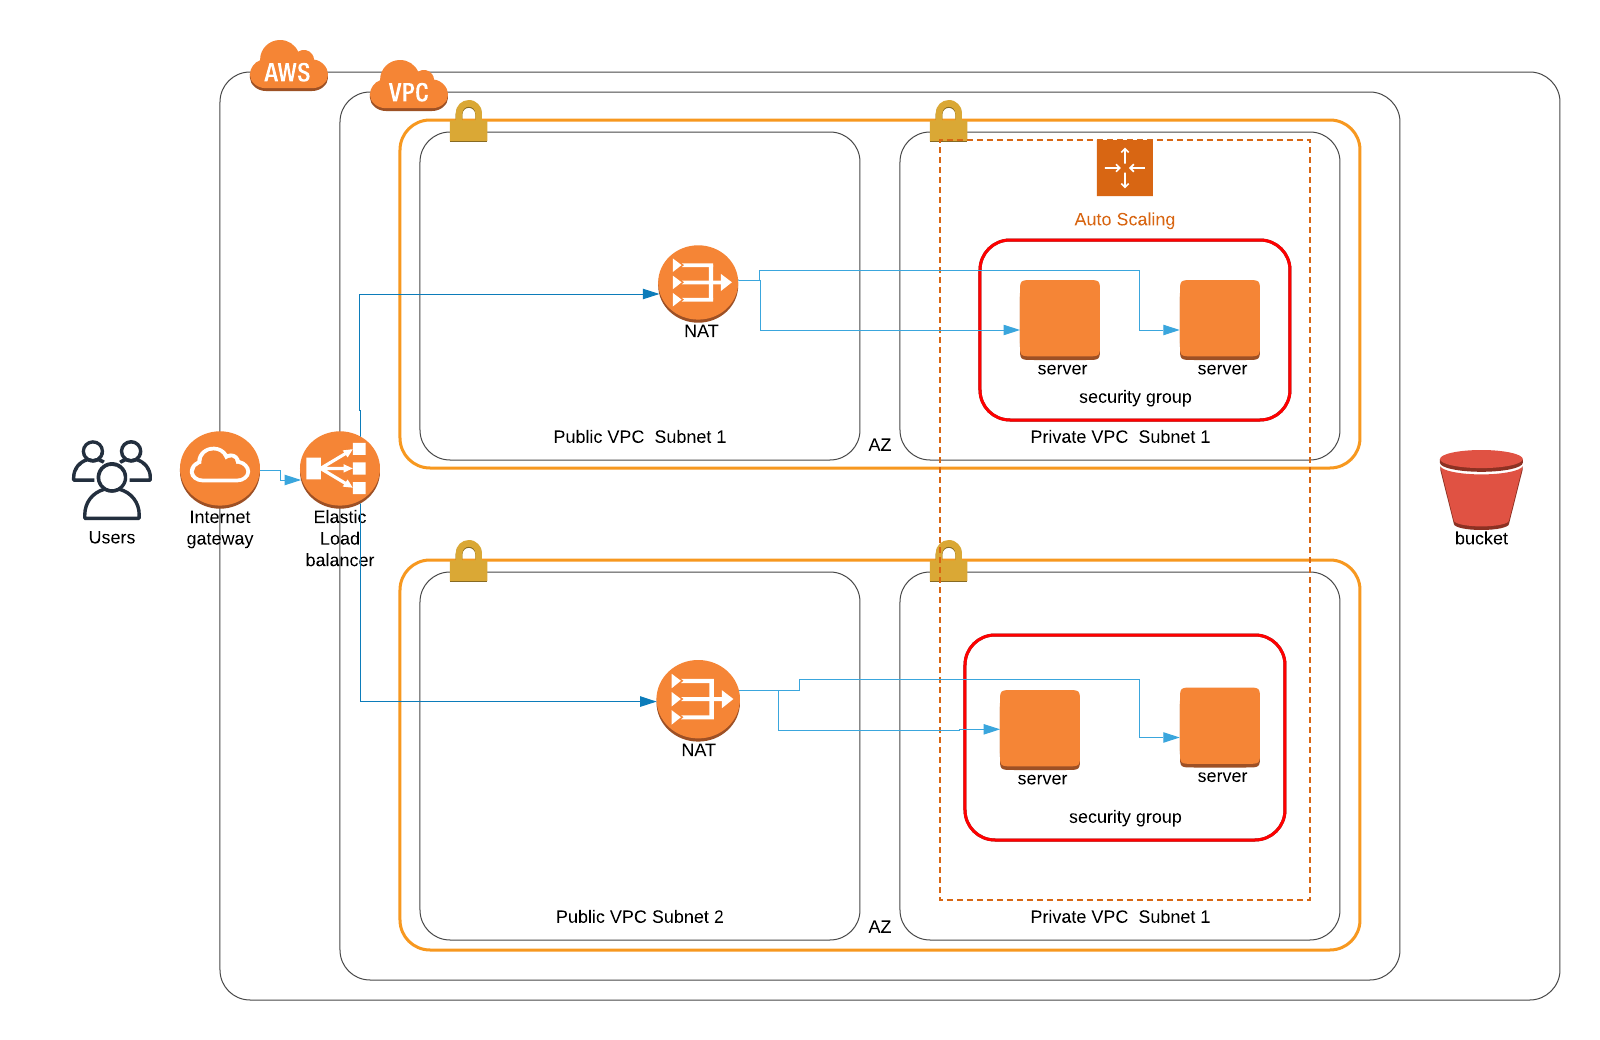 AWS
VPC
Auto Scaling
NAT
server
server
security group
Public VPC  Subnet 1
AZ
Private VPC  Subnet 1
Users
Internet
gateway
Elastic
Load
balancer
bucket
NAT
server
server
security group
Public VPC Subnet 2
AZ
Private VPC  Subnet 1